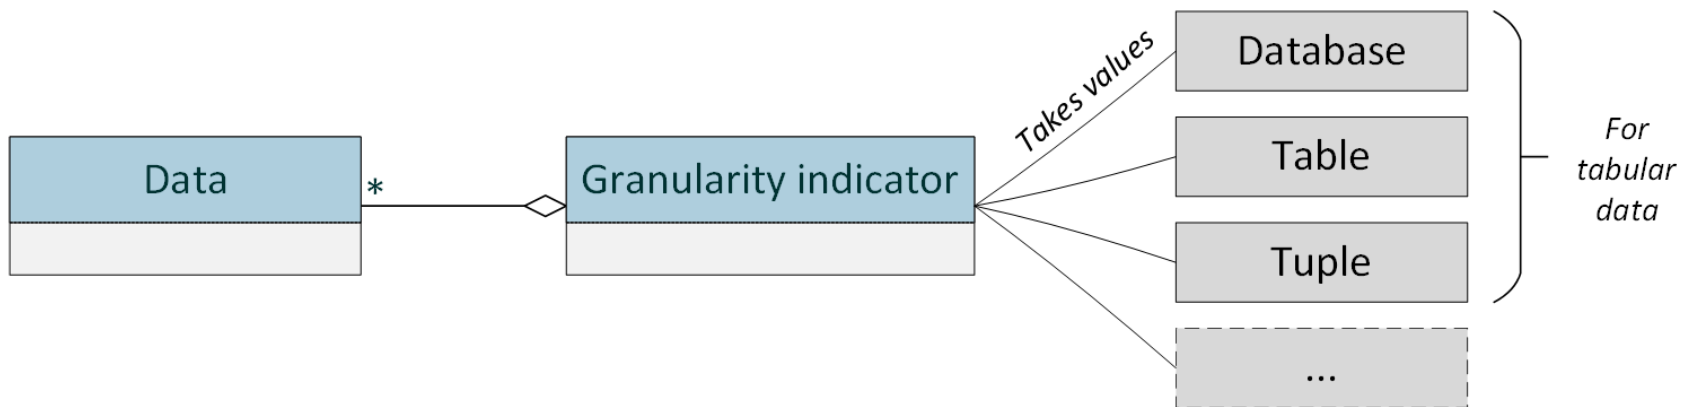 Data
*
Granularity indicator
Takes values
Database
Table
Tuple
...
For
tabular
data